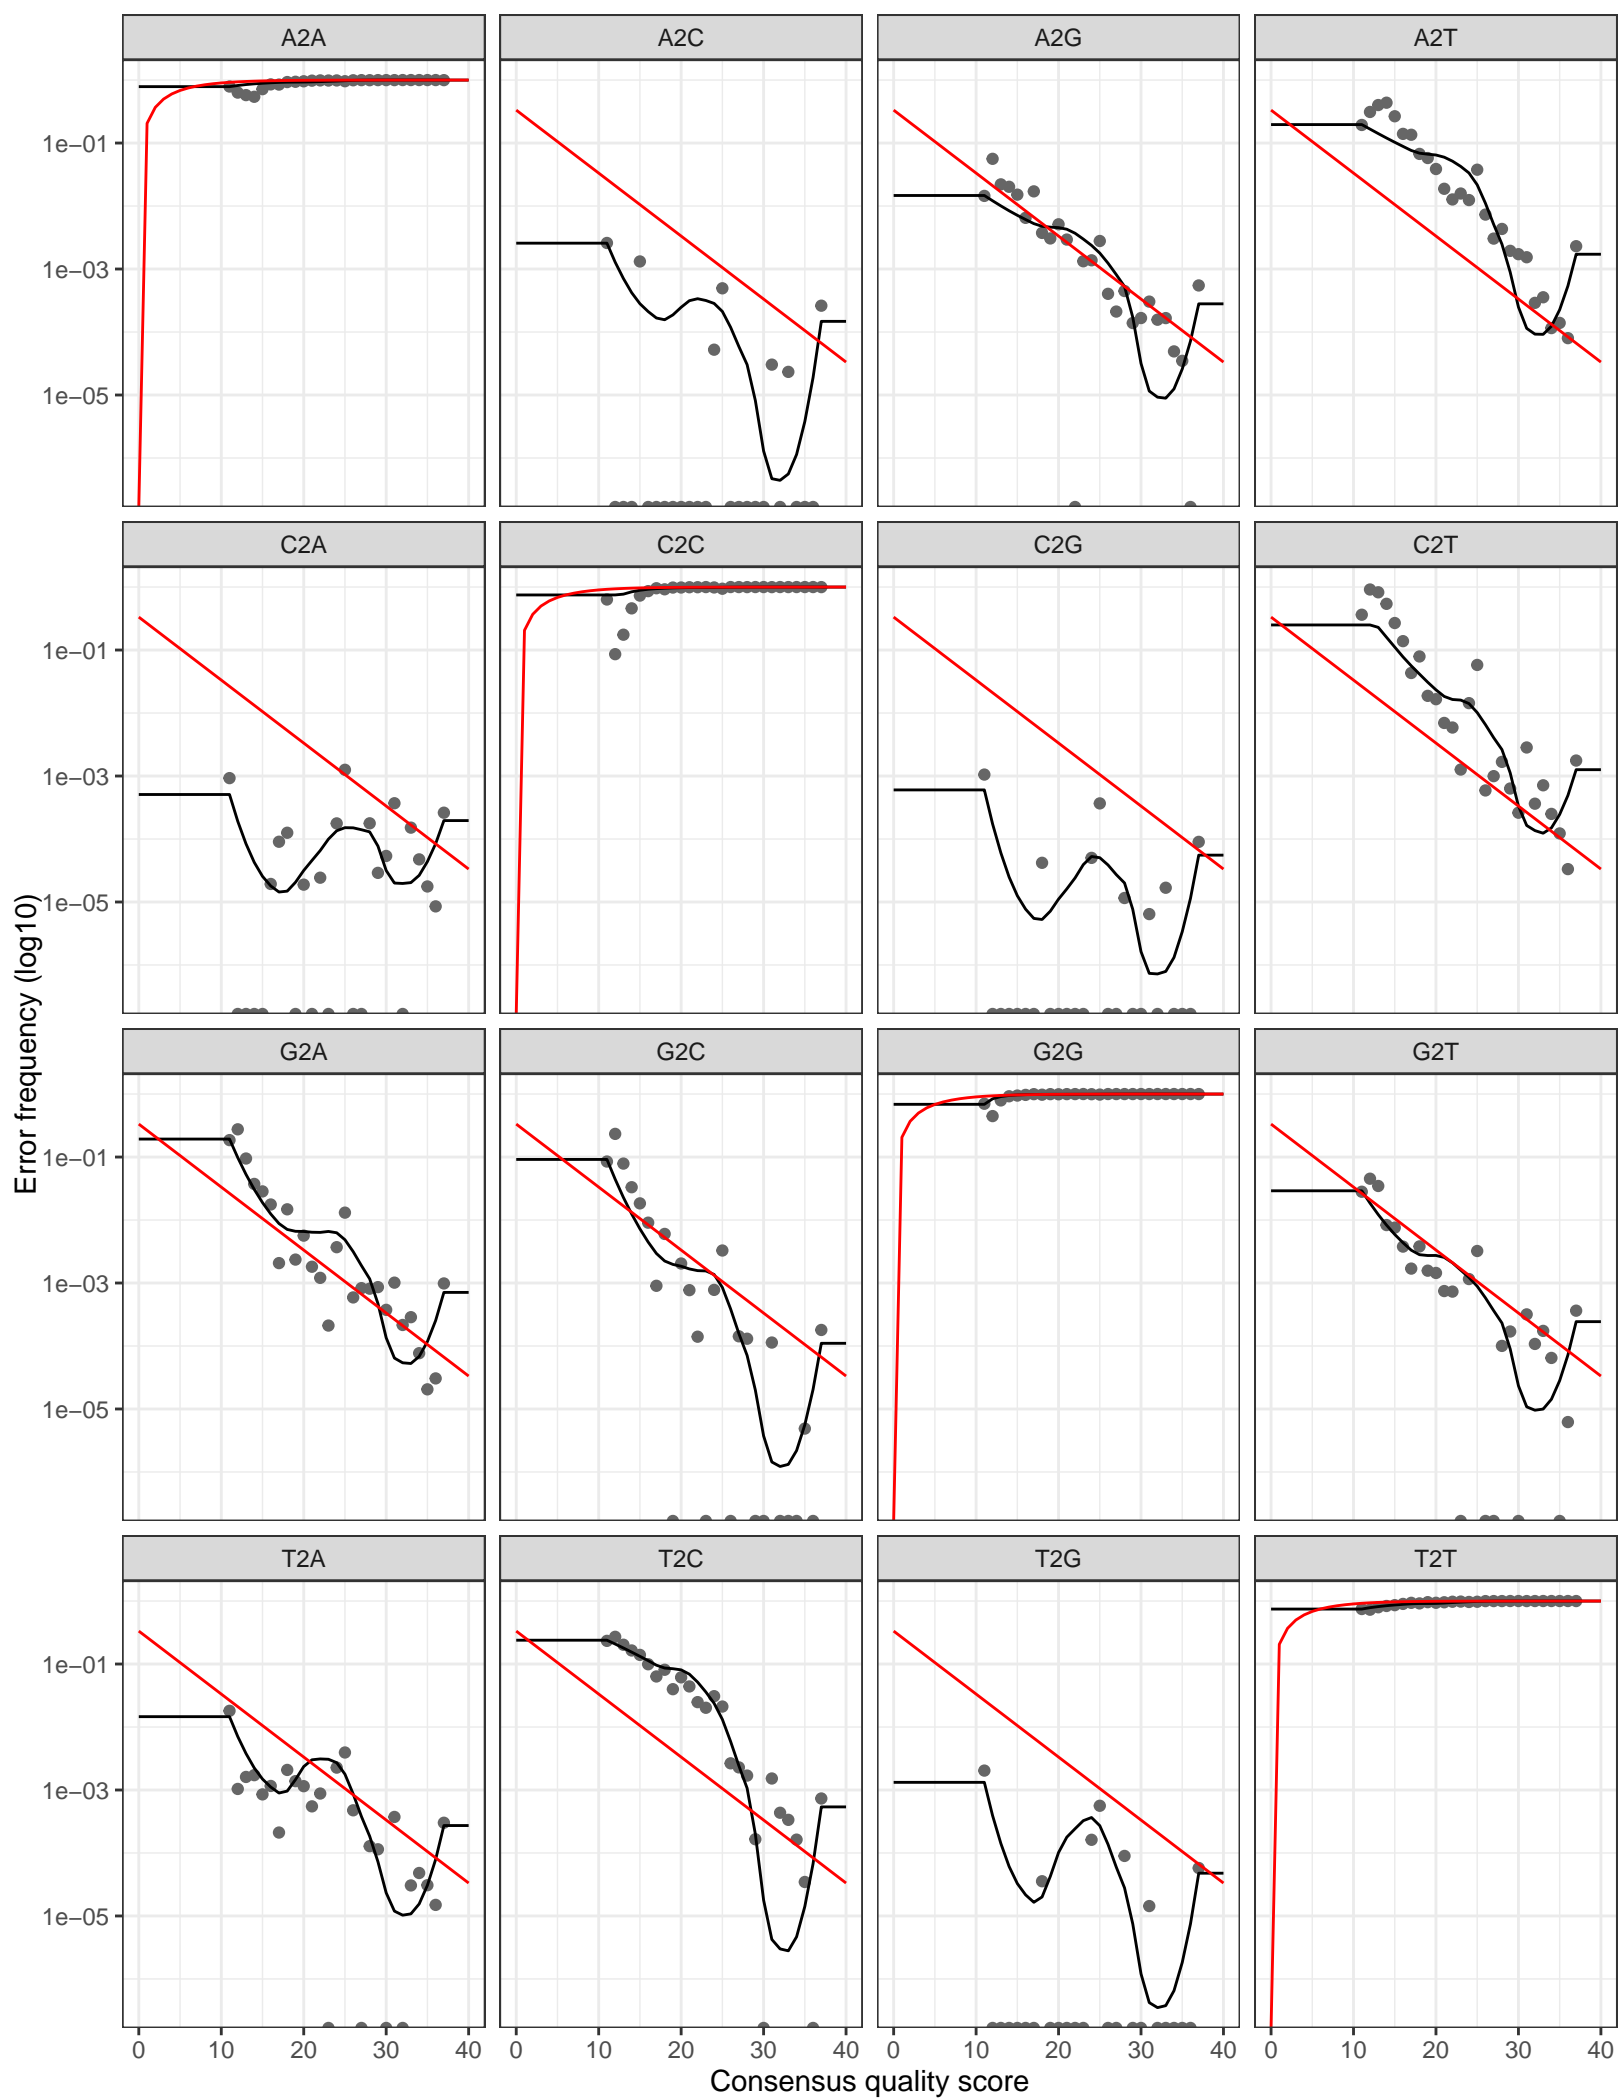 A2A A2C A2G A2T
1e−01
1e−03
1e−05
C2A C2C C2G C2T
1e−01
1e−03
1e−05
G2A G2C G2G G2T
1e−01
1e−03
1e−05
T2A T2C T2G T2T
1e−01
1e−03
1e−05
0 10 20 30 40 0 10 20 30 40 0 10 20 30 40 0 10 20 30 40
Consensus quality score
Error frequency (log10)